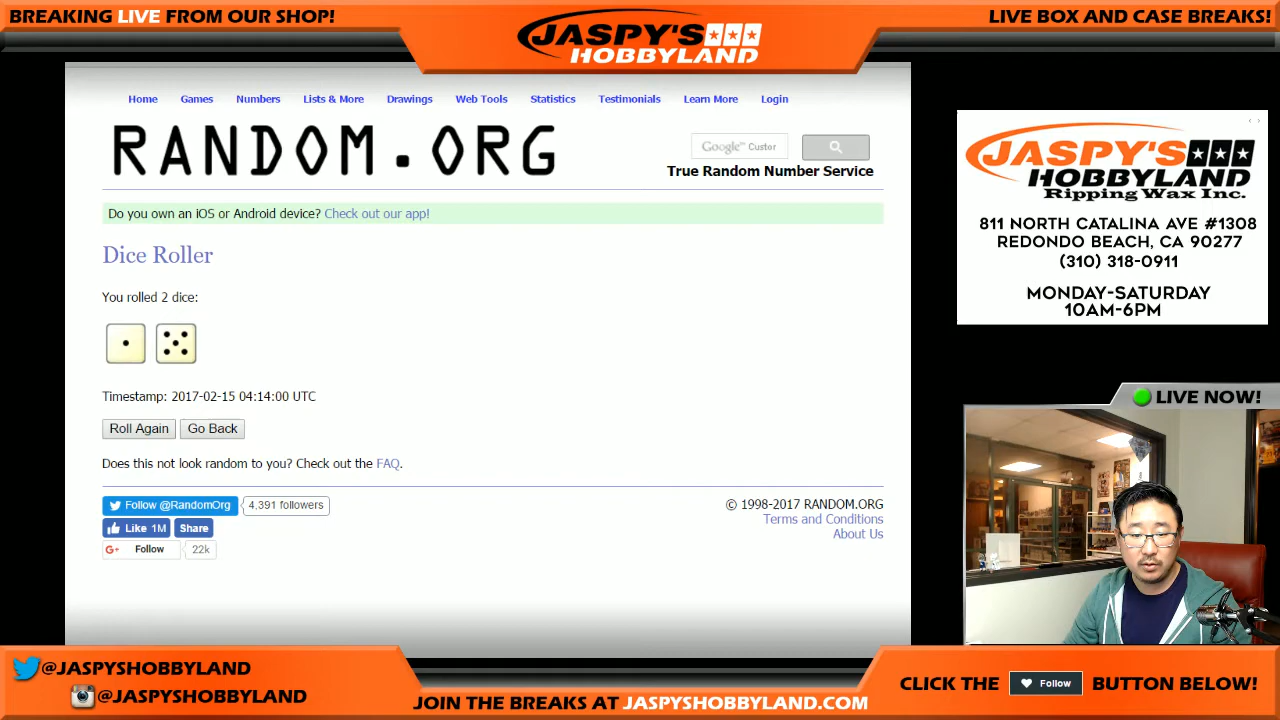 BREAKING LIVE FROM OUR SHOP!
JASPY'S
HOBBYLAND
LIVE BOX AND CASE BREAKS!
Home Games Numbers Lists & More Drawings Web Tools Statistics Testimonials Learn More Login
RANDOM.ORG
Google™ Custor
True Random Number Service
Do you own an iOS or Android device? Check out our app!
Dice Roller
You rolled 2 dice:
Timestamp: 2017-02-15 04:14:00 UTC
Roll Again Go Back
Does this not look random to you? Check out the FAQ.
Follow @RandomOrg 4,391 followers
Like 1M Share
G+ Follow 22k
© 1998-2017 RANDOM.ORG
Terms and Conditions
About Us
JASPY'S
HOBBYLAND
Ripping Wax Inc.
811 NORTH CATALINA AVE #1308
REDONDO BEACH, CA 90277
(310) 318-0911
MONDAY-SATURDAY
10AM-6PM
LIVE NOW!
@JASPYSHOBBYLAND
@JASPYSHOBBYLAND
JOIN THE BREAKS AT JASPYSHOBBYLAND.COM
CLICK THE Follow BUTTON BELOW!